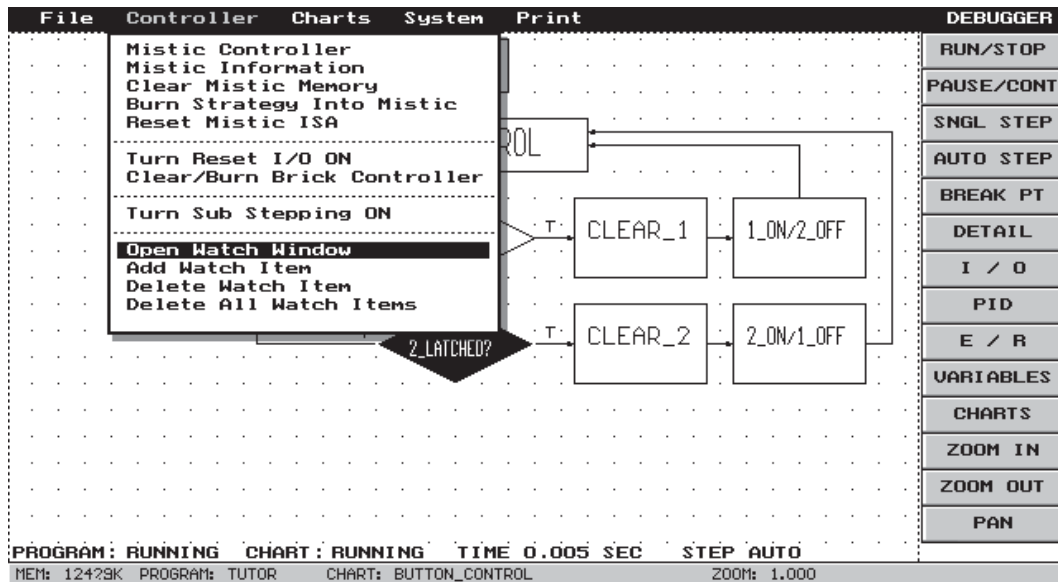 File Controller Charts System Print DEBUGGER
Mistic Controller
Mistic Information
Clear Mistic Memory
Burn Strategy Into Mistic
Reset Mistic ISA
Turn Reset I/O ON
Clear/Burn Brick Controller
Turn Sub Stepping ON
Open Watch Window
Add Watch Item
Delete Watch Item
Delete All Watch Items
ROL
T
CLEAR_1
1_ON/2_OFF
2_LATCHED?
T
CLEAR_2
2_ON/1_OFF
RUN/STOP
PAUSE/CONT
SNGL STEP
AUTO STEP
BREAK PT
DETAIL
I / O
PID
E / R
VARIABLES
CHARTS
ZOOM IN
ZOOM OUT
PAN
PROGRAM: RUNNING CHART: RUNNING TIME 0.005 SEC STEP AUTO
MEM: 12429K PROGRAM: TUTOR CHART: BUTTON_CONTROL ZOOM: 1.000